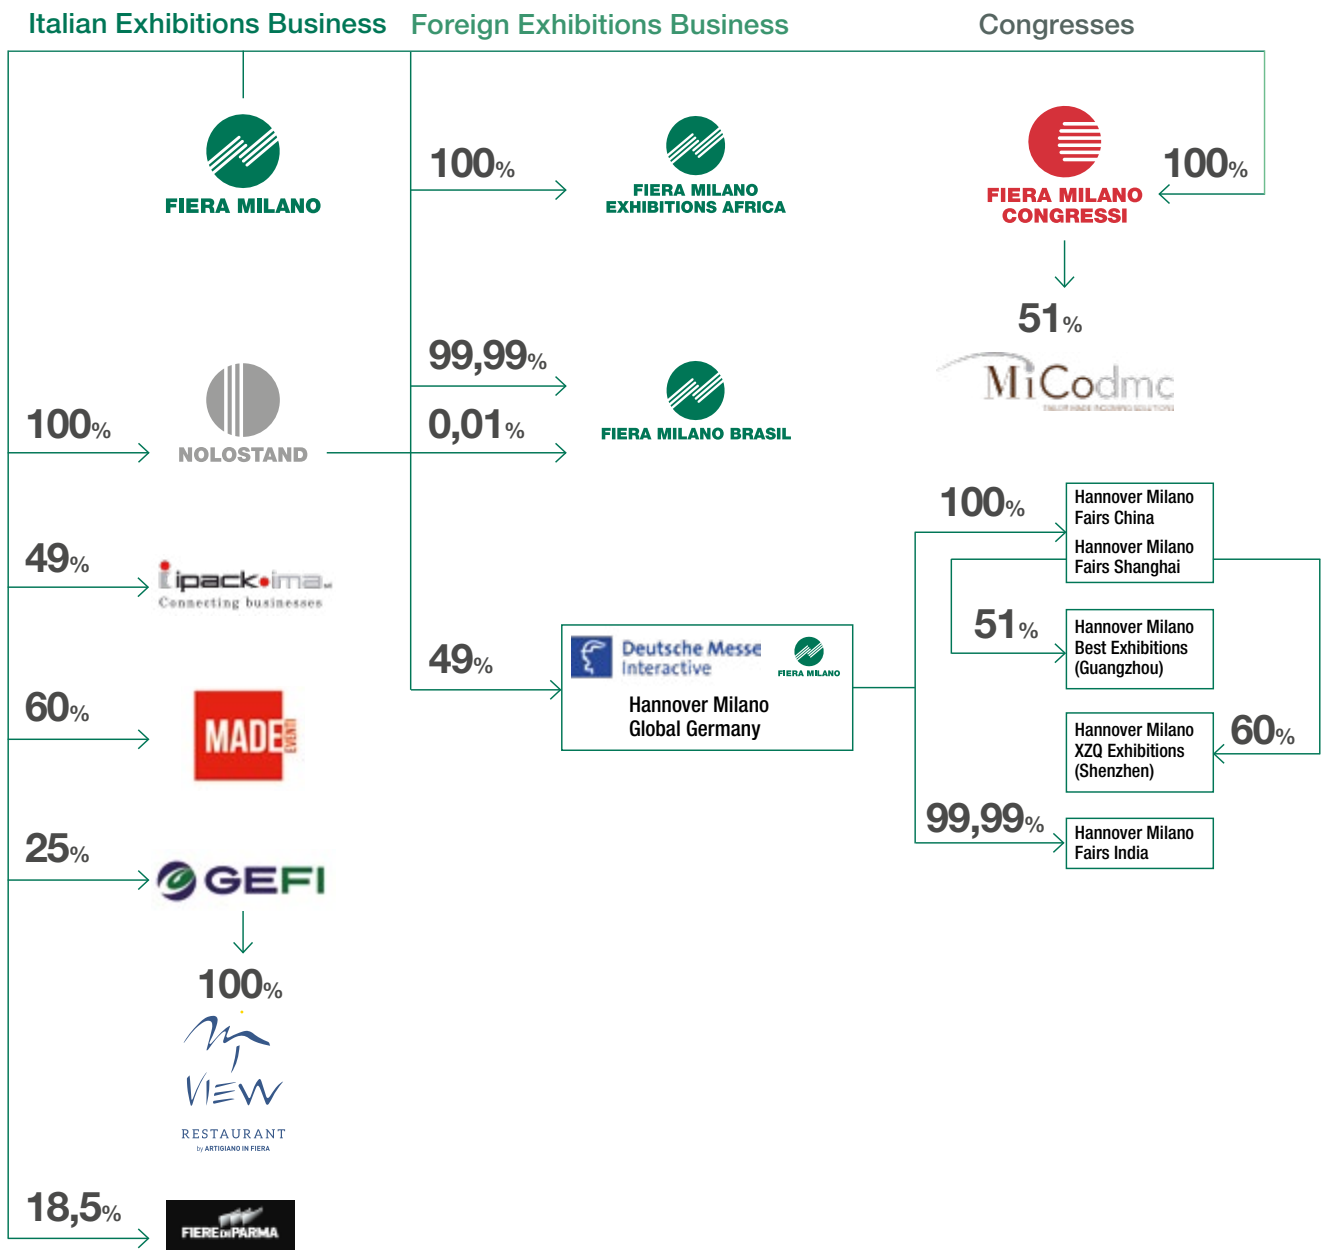 Italian Exhibitions Business
Foreign Exhibitions Business
Congresses
FIERA MILANO
100%
NOLOSTAND
49%
ipack•ima
Connecting businesses
60%
MADE
EVENTI
25%
GEFI
100%
VIEW
RESTAURANT
by ARTIGIANO IN FIERA
18,5%
FIERE DI PARMA
100%
FIERA MILANO
EXHIBITIONS AFRICA
99,99%
0,01%
FIERA MILANO BRASIL
49%
Deutsche Messe
Interactive
FIERA MILANO
Hannover Milano
Global Germany
FIERA MILANO
CONGRESSI
100%
51%
MiCodmc
TAILOR MADE INCOMING SOLUTIONS
100%
Hannover Milano
Fairs China
Hannover Milano
Fairs Shanghai
51%
Hannover Milano
Best Exhibitions
(Guangzhou)
Hannover Milano
XZQ Exhibitions
(Shenzhen)
60%
99,99%
Hannover Milano
Fairs India